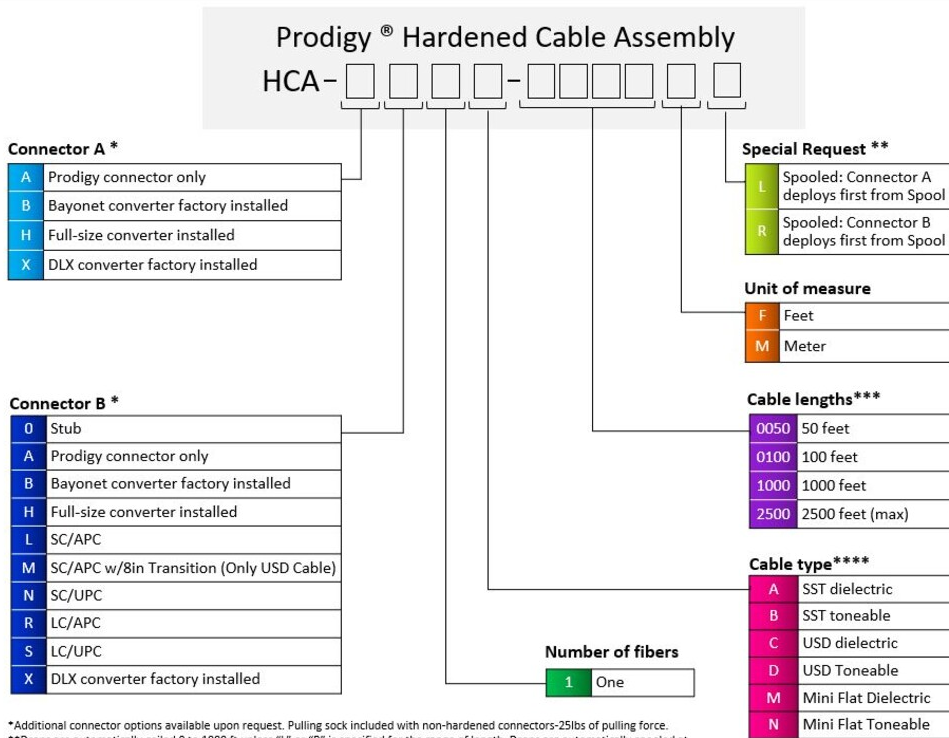 Prodigy ® Hardened Cable Assembly
HCA-
-
Connector A *
A Prodigy connector only
B Bayonet converter factory installed
H Full-size converter installed
X DLX converter factory installed
Connector B *
0 Stub
A Prodigy connector only
B Bayonet converter factory installed
H Full-size converter installed
L SC/APC
M SC/APC w/8in Transition (Only USD Cable)
N SC/UPC
R LC/APC
S LC/UPC
X DLX converter factory installed
Number of fibers
1 One
Special Request **
L Spooled: Connector A
deploys first from Spool
R Spooled: Connector B
deploys first from Spool
Unit of measure
F Feet
M Meter
Cable lengths***
0050 50 feet
0100 100 feet
1000 1000 feet
2500 2500 feet (max)
Cable type****
A SST dielectric
B SST toneable
C USD dielectric
D USD Toneable
M Mini Flat Dielectric
N Mini Flat Toneable
*Additional connector options available upon request. Pulling sock included with non-hardened connectors-25lbs of pulling force.